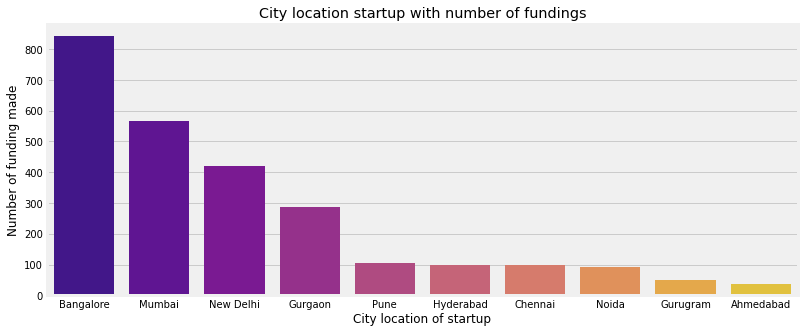 City location startup with number of fundings
Number of funding made
800
700
600
500
400
300
200
100
0
Bangalore Mumbai New Delhi Gurgaon Pune Hyderabad Chennai Noida Gurugram Ahmedabad
City location of startup